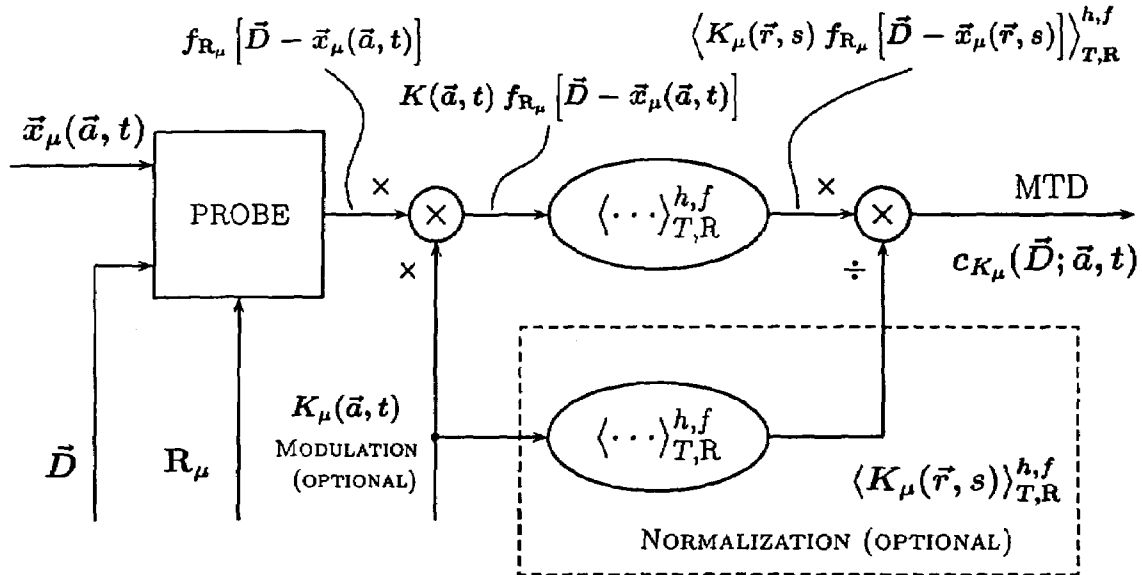 f_{R_μ} [D⃗ − x⃗_μ(a⃗, t)]
⟨K_μ(r⃗, s) f_{R_μ} [D⃗ − x⃗_μ(r⃗, s)]⟩_{T,R}^{h,f}
K(a⃗, t) f_{R_μ} [D⃗ − x⃗_μ(a⃗, t)]
x⃗_μ(a⃗, t)
PROBE
×
×
×
⟨···⟩_{T,R}^{h,f}
×
×
÷
MTD
c_{K_μ}(D⃗; a⃗, t)
D⃗
R_μ
K_μ(a⃗, t)
MODULATION
(OPTIONAL)
⟨···⟩_{T,R}^{h,f}
⟨K_μ(r⃗, s)⟩_{T,R}^{h,f}
NORMALIZATION (OPTIONAL)